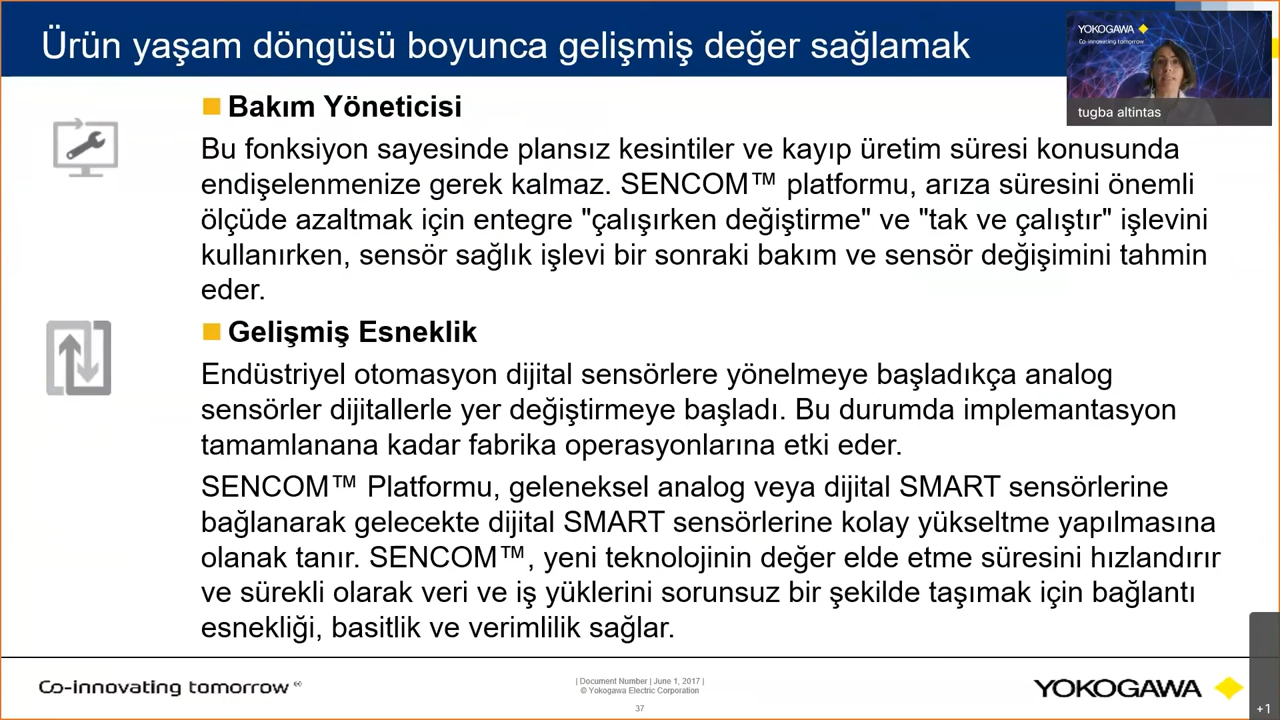 Ürün yaşam döngüsü boyunca gelişmiş değer sağlamak
YOKOGAWA
Co-innovating tomorrow
tugba altintas
Bakım Yöneticisi
Bu fonksiyon sayesinde plansız kesintiler ve kayıp üretim süresi konusunda
endişelenmenize gerek kalmaz. SENCOM™ platformu, arıza süresini önemli
ölçüde azaltmak için entegre "çalışırken değiştirme" ve "tak ve çalıştır" işlevini
kullanırken, sensör sağlık işlevi bir sonraki bakım ve sensör değişimini tahmin
eder.
Gelişmiş Esneklik
Endüstriyel otomasyon dijital sensörlere yönelmeye başladıkça analog
sensörler dijitallerle yer değiştirmeye başladı. Bu durumda implemantasyon
tamamlanana kadar fabrika operasyonlarına etki eder.
SENCOM™ Platformu, geleneksel analog veya dijital SMART sensörlerine
bağlanarak gelecekte dijital SMART sensörlerine kolay yükseltme yapılmasına
olanak tanır. SENCOM™, yeni teknolojinin değer elde etme süresini hızlandırır
ve sürekli olarak veri ve iş yüklerini sorunsuz bir şekilde taşımak için bağlantı
esnekliği, basitlik ve verimlilik sağlar.
Co-innovating tomorrow
| Document Number | June 1, 2017 |
© Yokogawa Electric Corporation
37
YOKOGAWA
+1